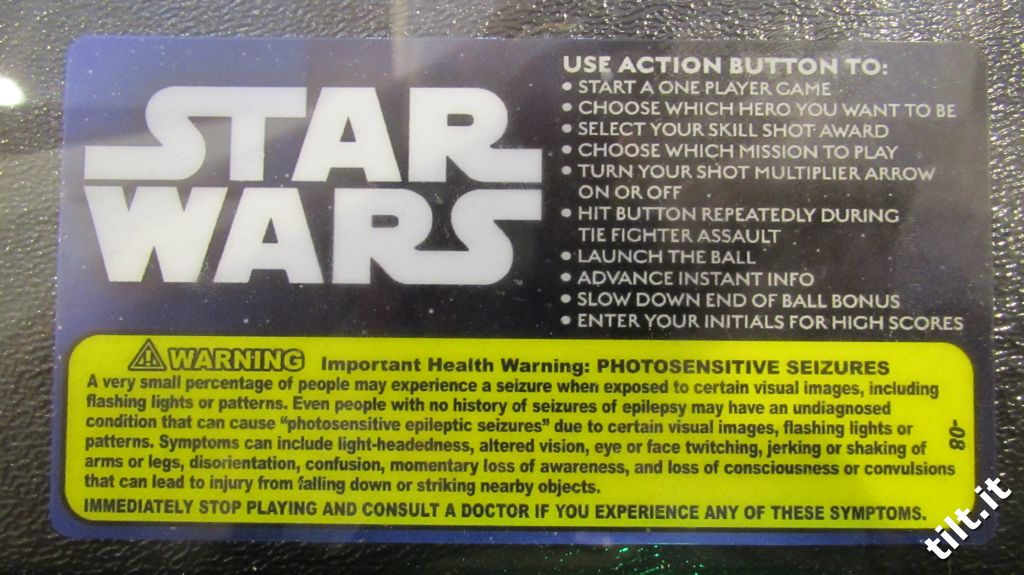 STAR
WARS
™
USE ACTION BUTTON TO:
• START A ONE PLAYER GAME
• CHOOSE WHICH HERO YOU WANT TO BE
• SELECT YOUR SKILL SHOT AWARD
• CHOOSE WHICH MISSION TO PLAY
• TURN YOUR SHOT MULTIPLIER ARROW
ON OR OFF
• HIT BUTTON REPEATEDLY DURING
TIE FIGHTER ASSAULT
• LAUNCH THE BALL
• ADVANCE INSTANT INFO
• SLOW DOWN END OF BALL BONUS
• ENTER YOUR INITIALS FOR HIGH SCORES
WARNING Important Health Warning: PHOTOSENSITIVE SEIZURES
A very small percentage of people may experience a seizure when exposed to certain visual images, including
flashing lights or patterns. Even people with no history of seizures of epilepsy may have an undiagnosed
condition that can cause "photosensitive epileptic seizures" due to certain visual images, flashing lights or
patterns. Symptoms can include light-headedness, altered vision, eye or face twitching, jerking or shaking of
arms or legs, disorientation, confusion, momentary loss of awareness, and loss of consciousness or convulsions
that can lead to injury from falling down or striking nearby objects.
IMMEDIATELY STOP PLAYING AND CONSULT A DOCTOR IF YOU EXPERIENCE ANY OF THESE SYMPTOMS.
-08
tilt.it